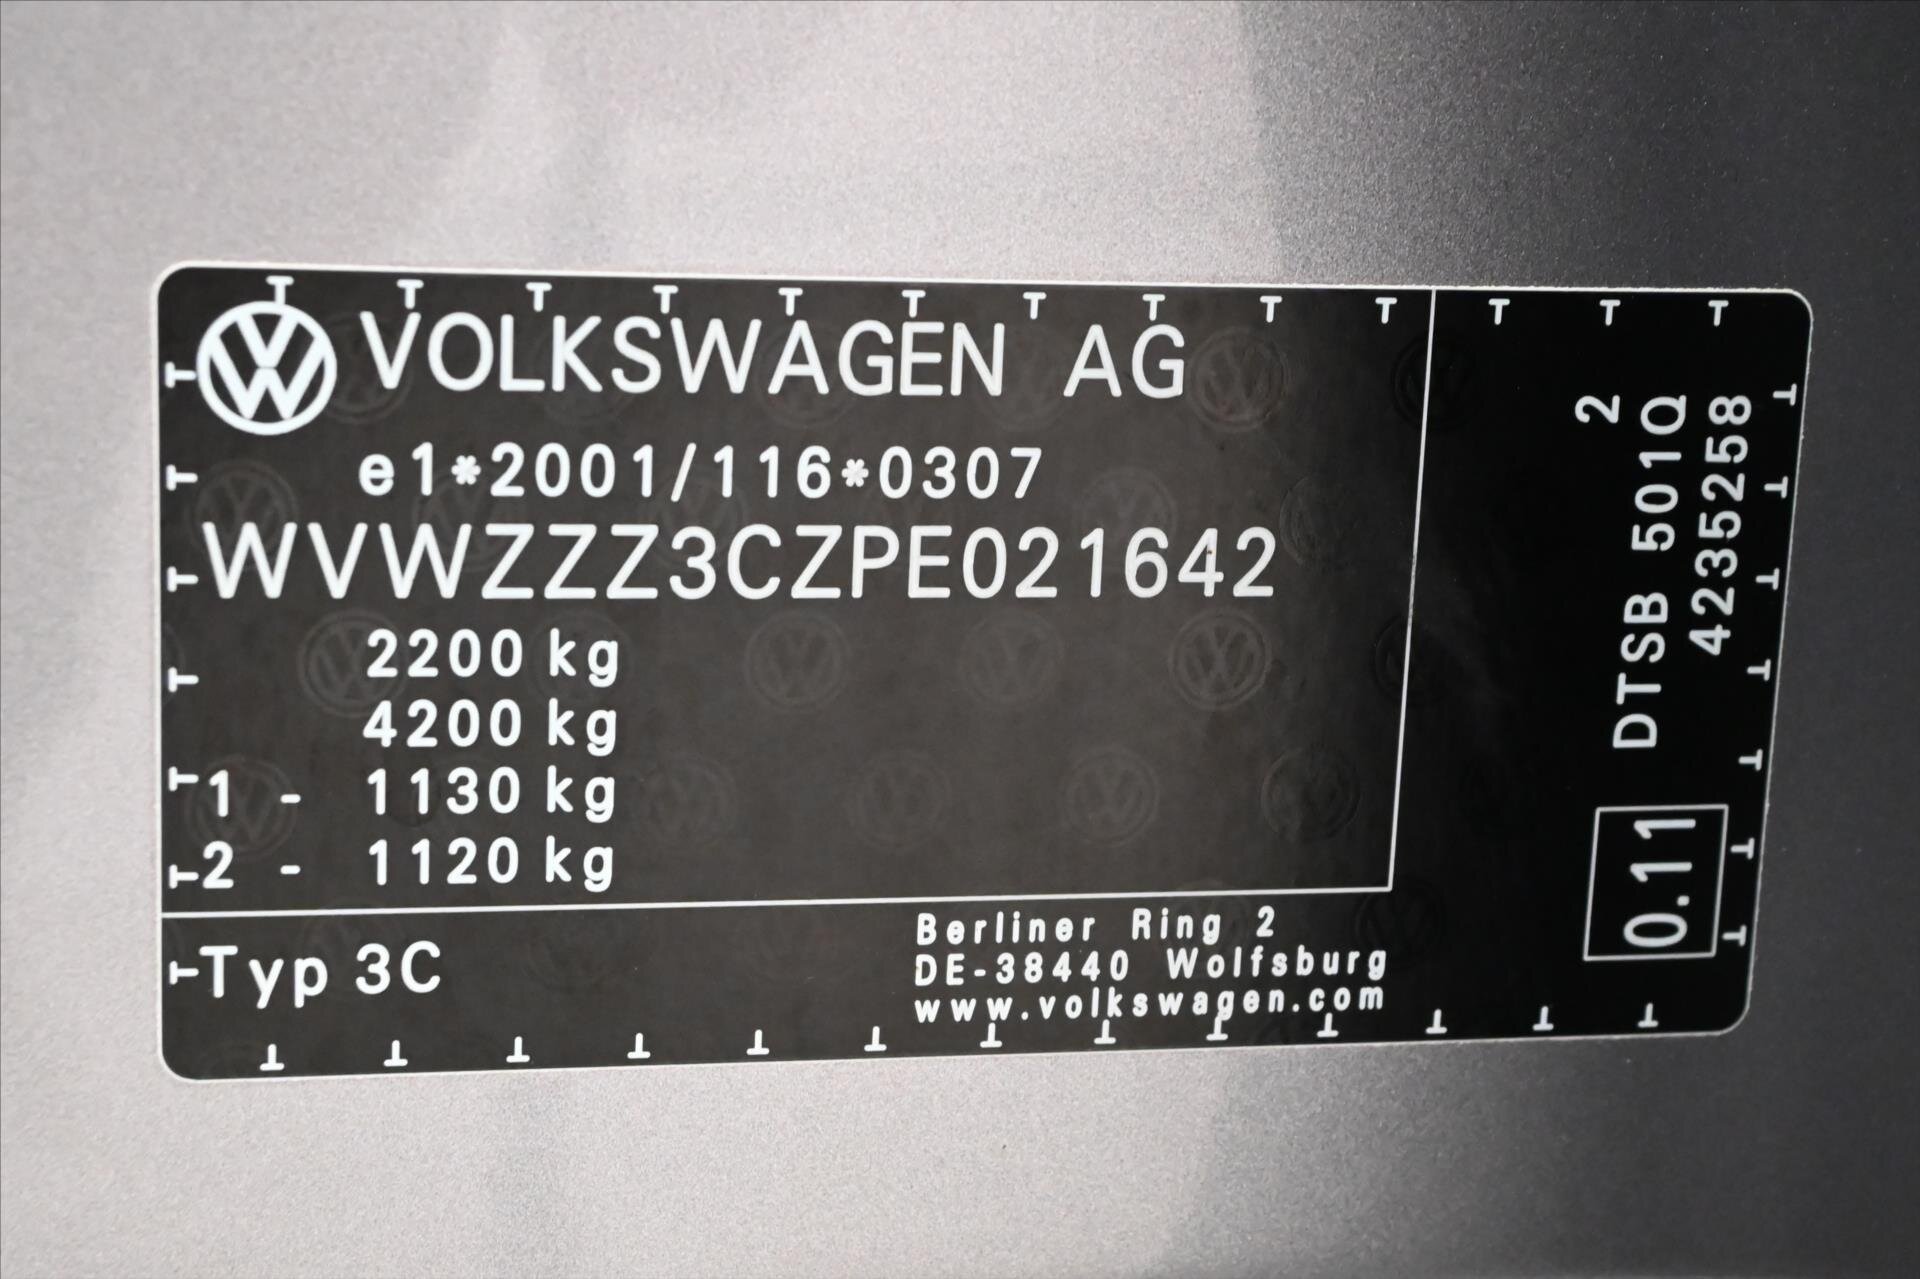 VOLKSWAGEN AG
e1*2001/116*0307
WVWZZZ3CZPE021642
2200 kg
4200 kg
1 - 1130 kg
2 - 1120 kg
Typ 3C
Berliner Ring 2
DE-38440 Wolfsburg
www.volkswagen.com
2
DTSB 501Q
4235258
0.11